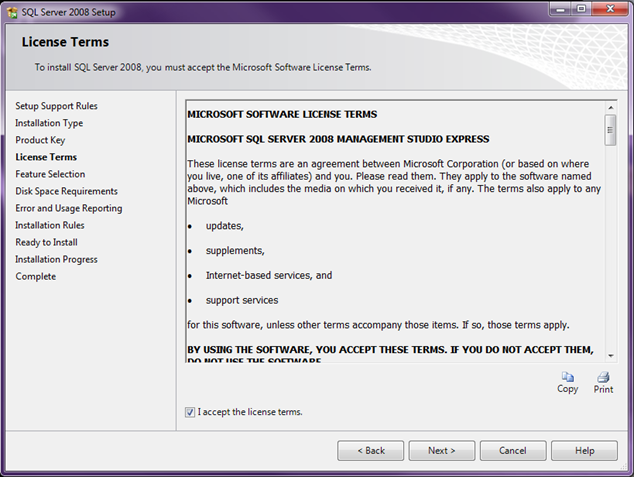 SQL Server 2008 Setup
License Terms
To install SQL Server 2008, you must accept the Microsoft Software License Terms.
Setup Support Rules
Installation Type
Product Key
License Terms
Feature Selection
Disk Space Requirements
Error and Usage Reporting
Installation Rules
Ready to Install
Installation Progress
Complete
MICROSOFT SOFTWARE LICENSE TERMS
MICROSOFT SQL SERVER 2008 MANAGEMENT STUDIO EXPRESS
These license terms are an agreement between Microsoft Corporation (or based on where
you live, one of its affiliates) and you. Please read them. They apply to the software named
above, which includes the media on which you received it, if any. The terms also apply to any
Microsoft
• updates,
• supplements,
• Internet-based services, and
• support services
for this software, unless other terms accompany those items. If so, those terms apply.
BY USING THE SOFTWARE, YOU ACCEPT THESE TERMS. IF YOU DO NOT ACCEPT THEM,
DO NOT USE THE SOFTWARE
Copy
Print
I accept the license terms.
< Back
Next >
Cancel
Help